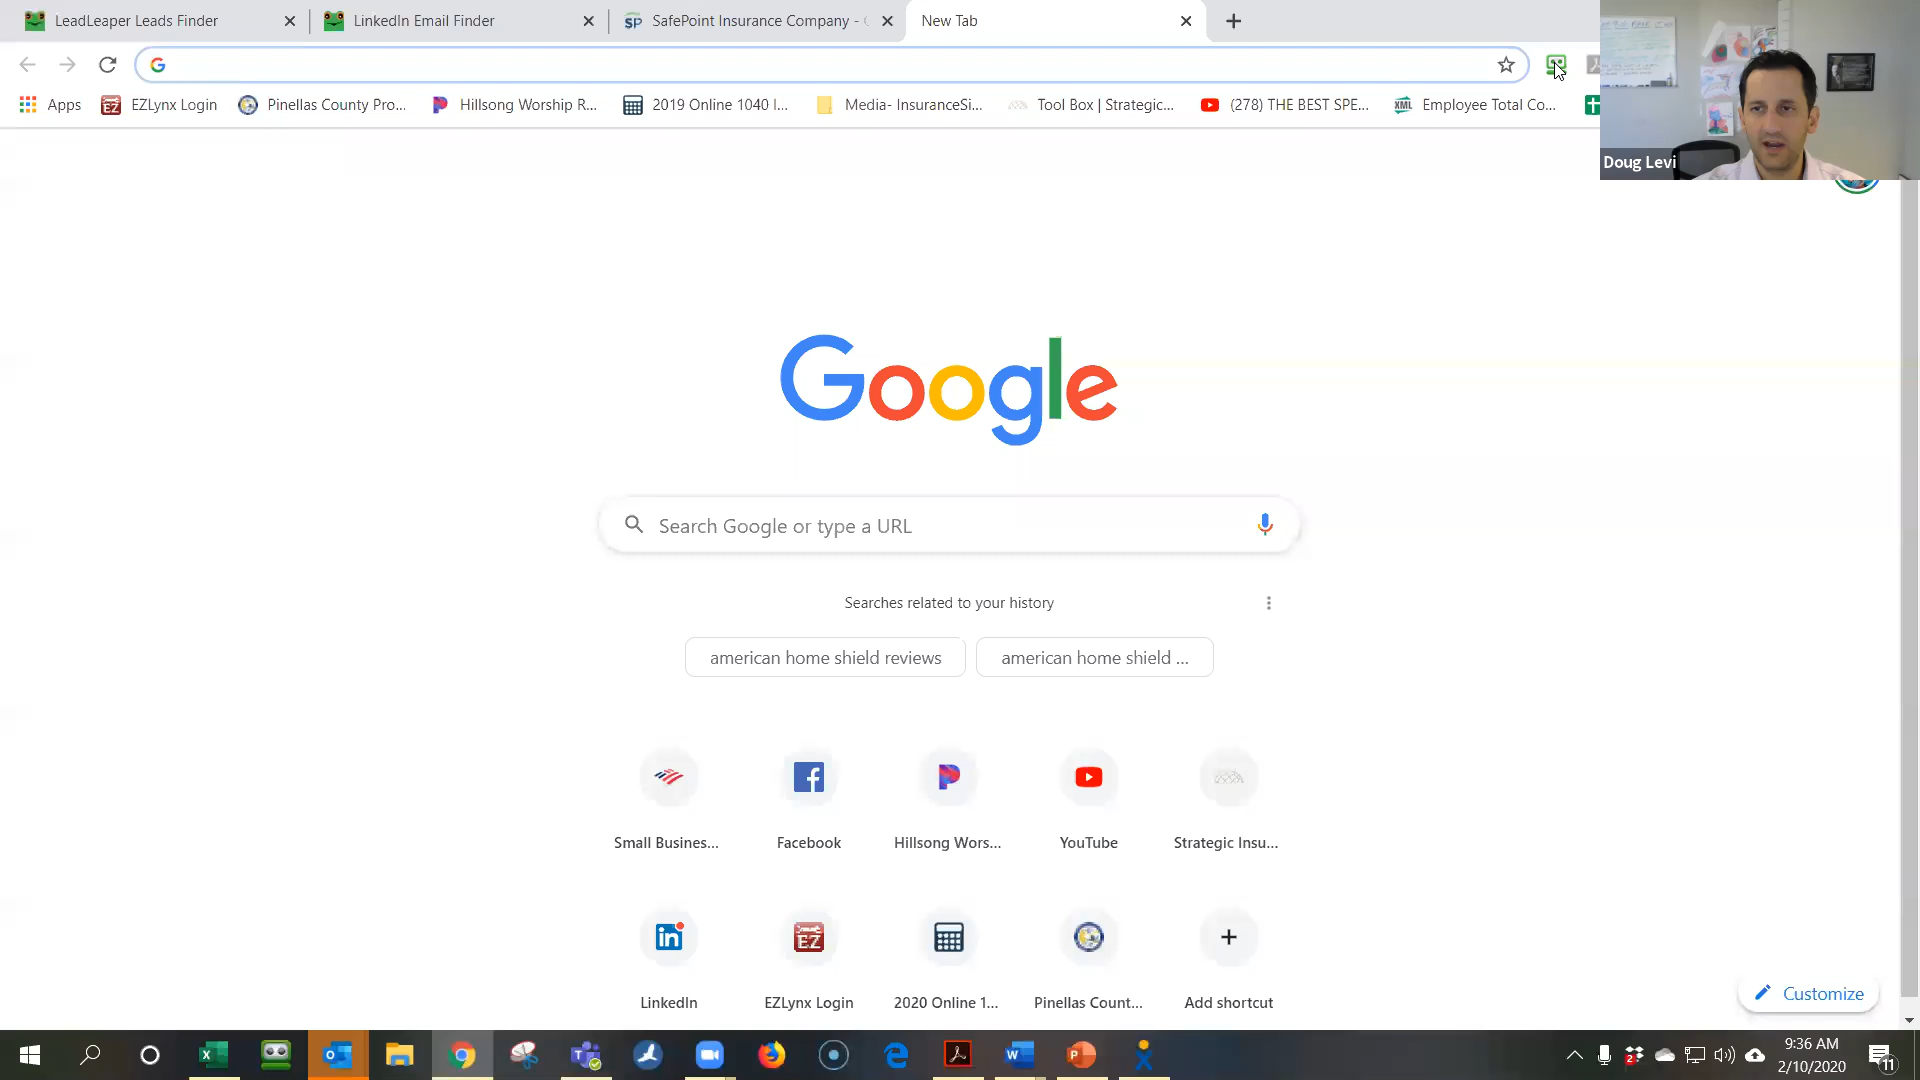 LeadLeaper Leads Finder
LinkedIn Email Finder
SafePoint Insurance Company -
New Tab
Apps
EZLynx Login
Pinellas County Pro...
Hillsong Worship R...
2019 Online 1040 I...
Media- InsuranceSi...
Tool Box | Strategic...
(278) THE BEST SPE...
Employee Total Co...
Doug Levi
Google
Search Google or type a URL
Searches related to your history
american home shield reviews
american home shield ...
Small Busines...
Facebook
Hillsong Wors...
YouTube
Strategic Insu...
LinkedIn
EZLynx Login
2020 Online 1...
Pinellas Count...
Add shortcut
Customize
9:36 AM
2/10/2020
11